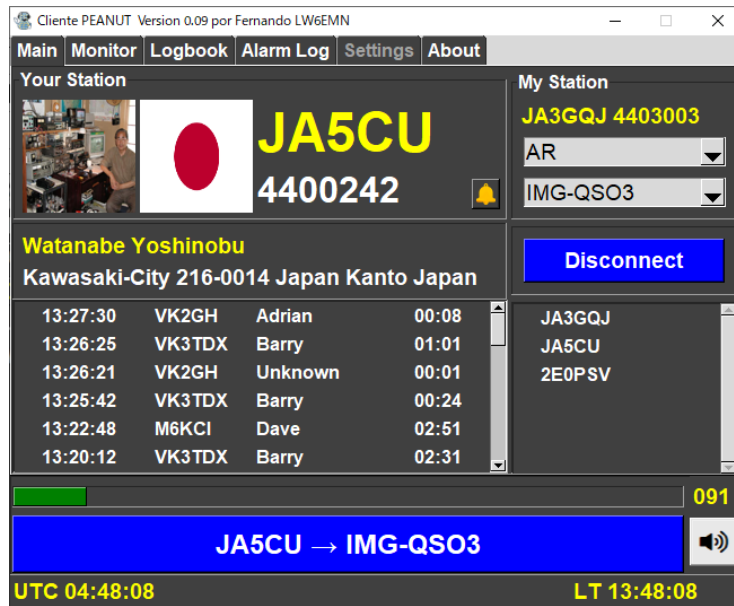 Cliente PEANUT Version 0.09 por Fernando LW6EMN
Main Monitor Logbook Alarm Log Settings About
Your Station
JA5CU
4400242
My Station
JA3GQJ 4403003
AR
IMG-QSO3
Watanabe Yoshinobu
Kawasaki-City 216-0014 Japan Kanto Japan
Disconnect
13:27:30 VK2GH Adrian 00:08
13:26:25 VK3TDX Barry 01:01
13:26:21 VK2GH Unknown 00:01
13:25:42 VK3TDX Barry 00:24
13:22:48 M6KCI Dave 02:51
13:20:12 VK3TDX Barry 02:31
JA3GQJ
JA5CU
2E0PSV
091
JA5CU → IMG-QSO3
UTC 04:48:08 LT 13:48:08